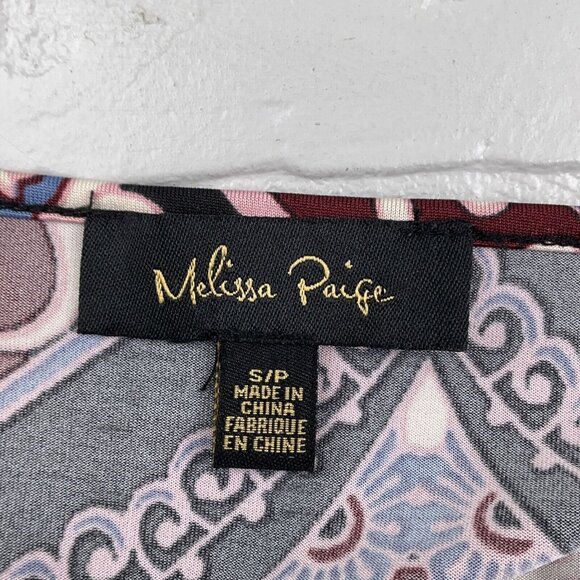 Melissa Paige
S/P
MADE IN
CHINA
FABRIQUE
EN CHINE